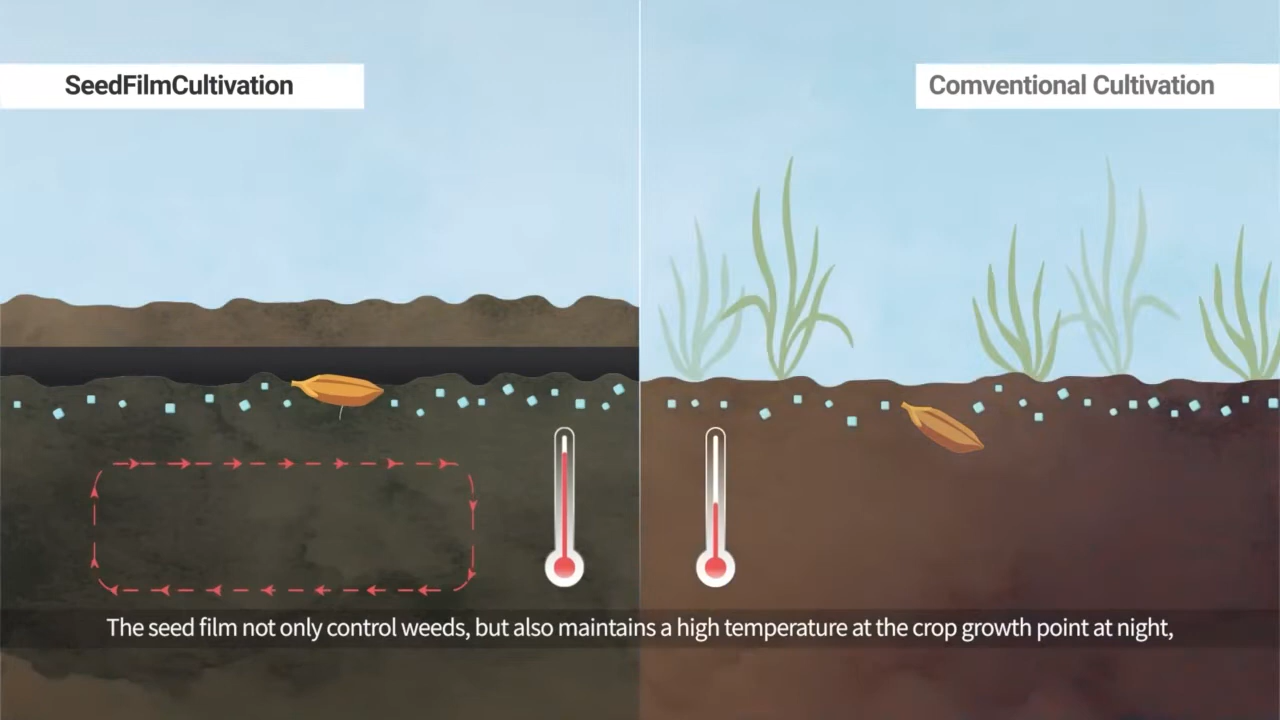 SeedFilmCultivation
Comventional Cultivation
The seed film not only control weeds, but also maintains a high temperature at the crop growth point at night,